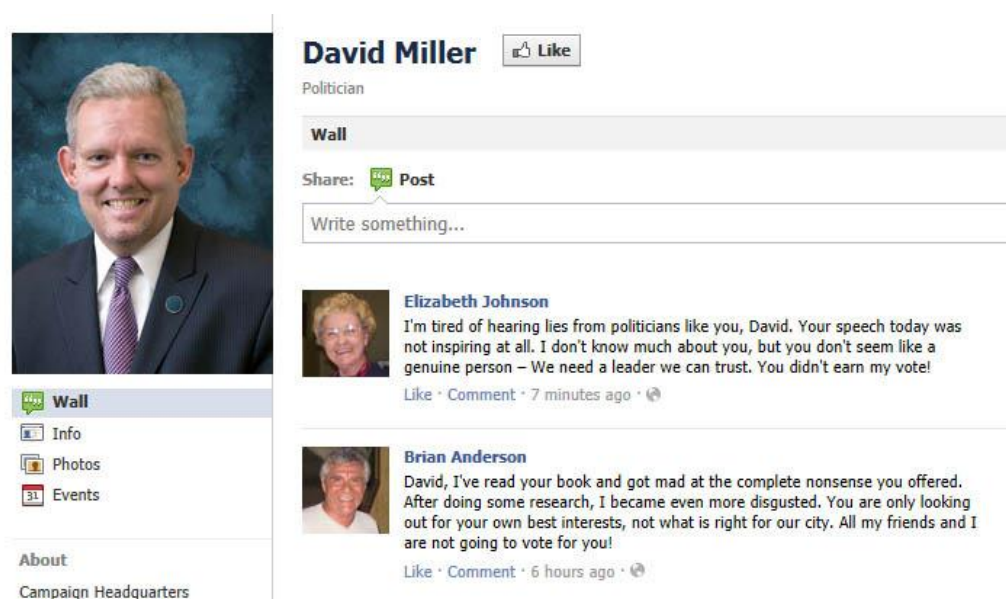 David Miller
Like
Politician
Wall
Share: Post
Write something...
Elizabeth Johnson
I'm tired of hearing lies from politicians like you, David. Your speech today was
not inspiring at all. I don't know much about you, but you don't seem like a
genuine person – We need a leader we can trust. You didn't earn my vote!
Like · Comment · 7 minutes ago ·
Brian Anderson
David, I've read your book and got mad at the complete nonsense you offered.
After doing some research, I became even more disgusted. You are only looking
out for your own best interests, not what is right for our city. All my friends and I
are not going to vote for you!
Like · Comment · 6 hours ago ·
Wall
Info
Photos
31 Events
About
Campaign Headquarters